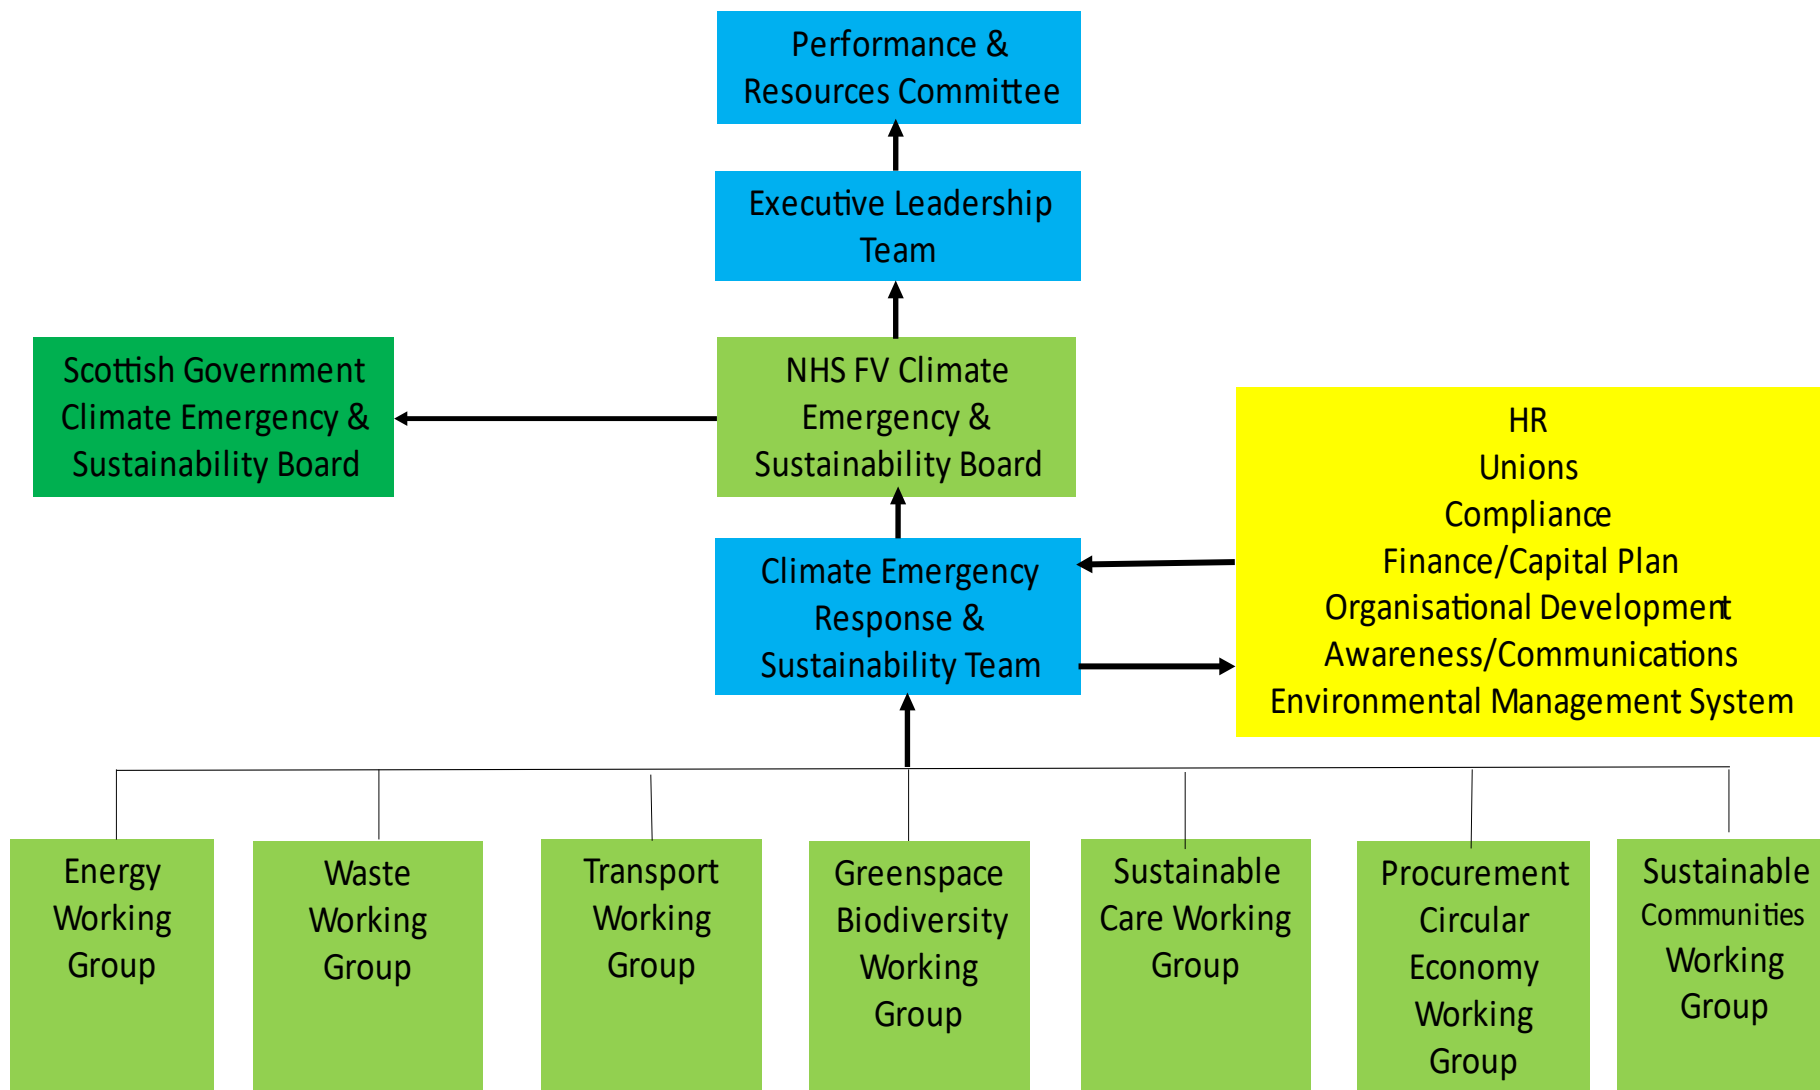 Performance &
Resources Committee
Executive Leadership
Team
Scottish Government
Climate Emergency &
Sustainability Board
NHS FV Climate
Emergency &
Sustainability Board
HR
Unions
Compliance
Finance/Capital Plan
Organisational Development
Awareness/Communications
Environmental Management System
Climate Emergency
Response &
Sustainability Team
Energy
Working
Group
Waste
Working
Group
Transport
Working
Group
Greenspace
Biodiversity
Working
Group
Sustainable
Care Working
Group
Procurement
Circular
Economy
Working
Group
Sustainable
Communities
Working
Group